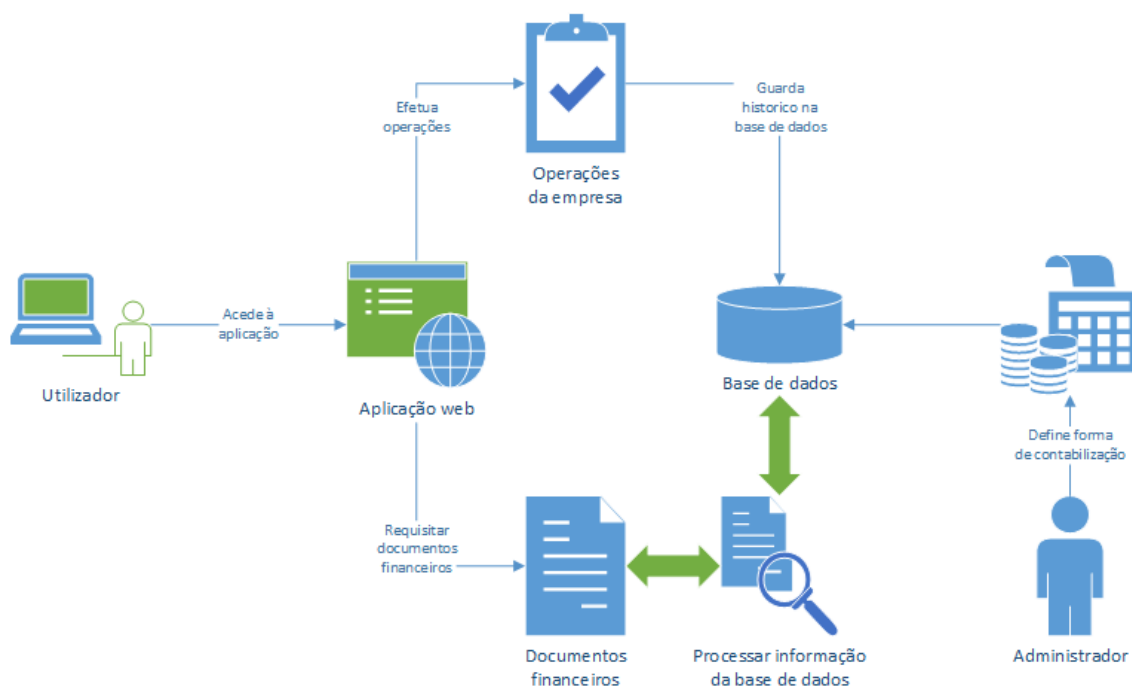 Efetua
operações
Guarda
historico na
base de dados
Operações
da empresa
Acede à
aplicação
Utilizador
Aplicação web
Base de dados
Define forma
de contabilização
Requisitar
documentos
financeiros
Documentos
financeiros
Processar informação
da base de dados
Administrador